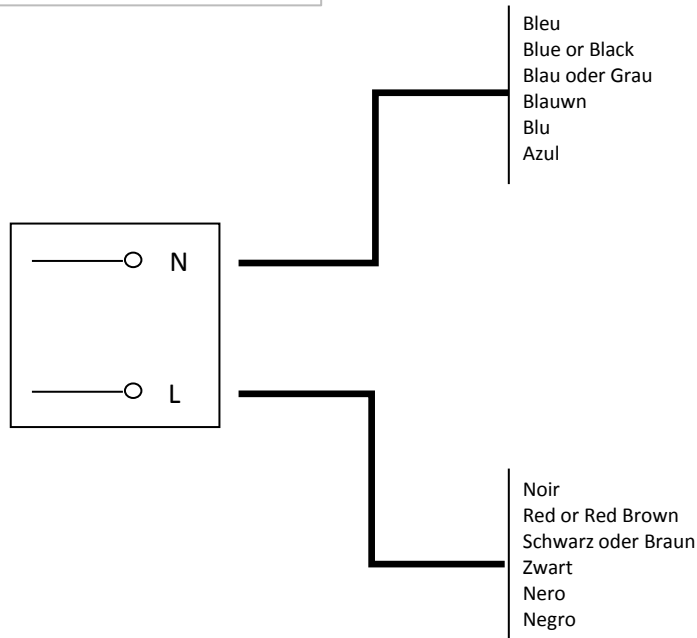 Bleu
Blue or Black
Blau oder Grau
Blauwn
Blu
Azul
N
L
Noir
Red or Red Brown
Schwarz oder Braun
Zwart
Nero
Negro